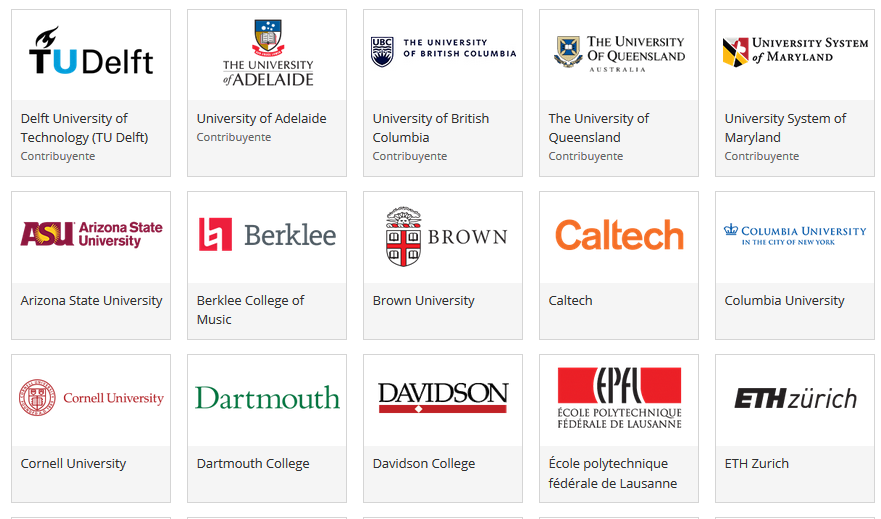 TU Delft
THE UNIVERSITY
of ADELAIDE
UBC
THE UNIVERSITY
OF BRITISH COLUMBIA
THE UNIVERSITY
OF QUEENSLAND
AUSTRALIA
UNIVERSITY SYSTEM
of MARYLAND
Delft University of
Technology (TU Delft)
Contribuyente
University of Adelaide
Contribuyente
University of British
Columbia
Contribuyente
The University of
Queensland
Contribuyente
University System of
Maryland
Contribuyente
ASU Arizona State
University
Berklee
BROWN
Caltech
COLUMBIA UNIVERSITY
IN THE CITY OF NEW YORK
Arizona State University
Berklee College of
Music
Brown University
Caltech
Columbia University
Cornell University
Dartmouth
DAVIDSON
EPFL
ÉCOLE POLYTECHNIQUE
FÉDÉRALE DE LAUSANNE
ETH zürich
Cornell University
Dartmouth College
Davidson College
École polytechnique
fédérale de Lausanne
ETH Zurich